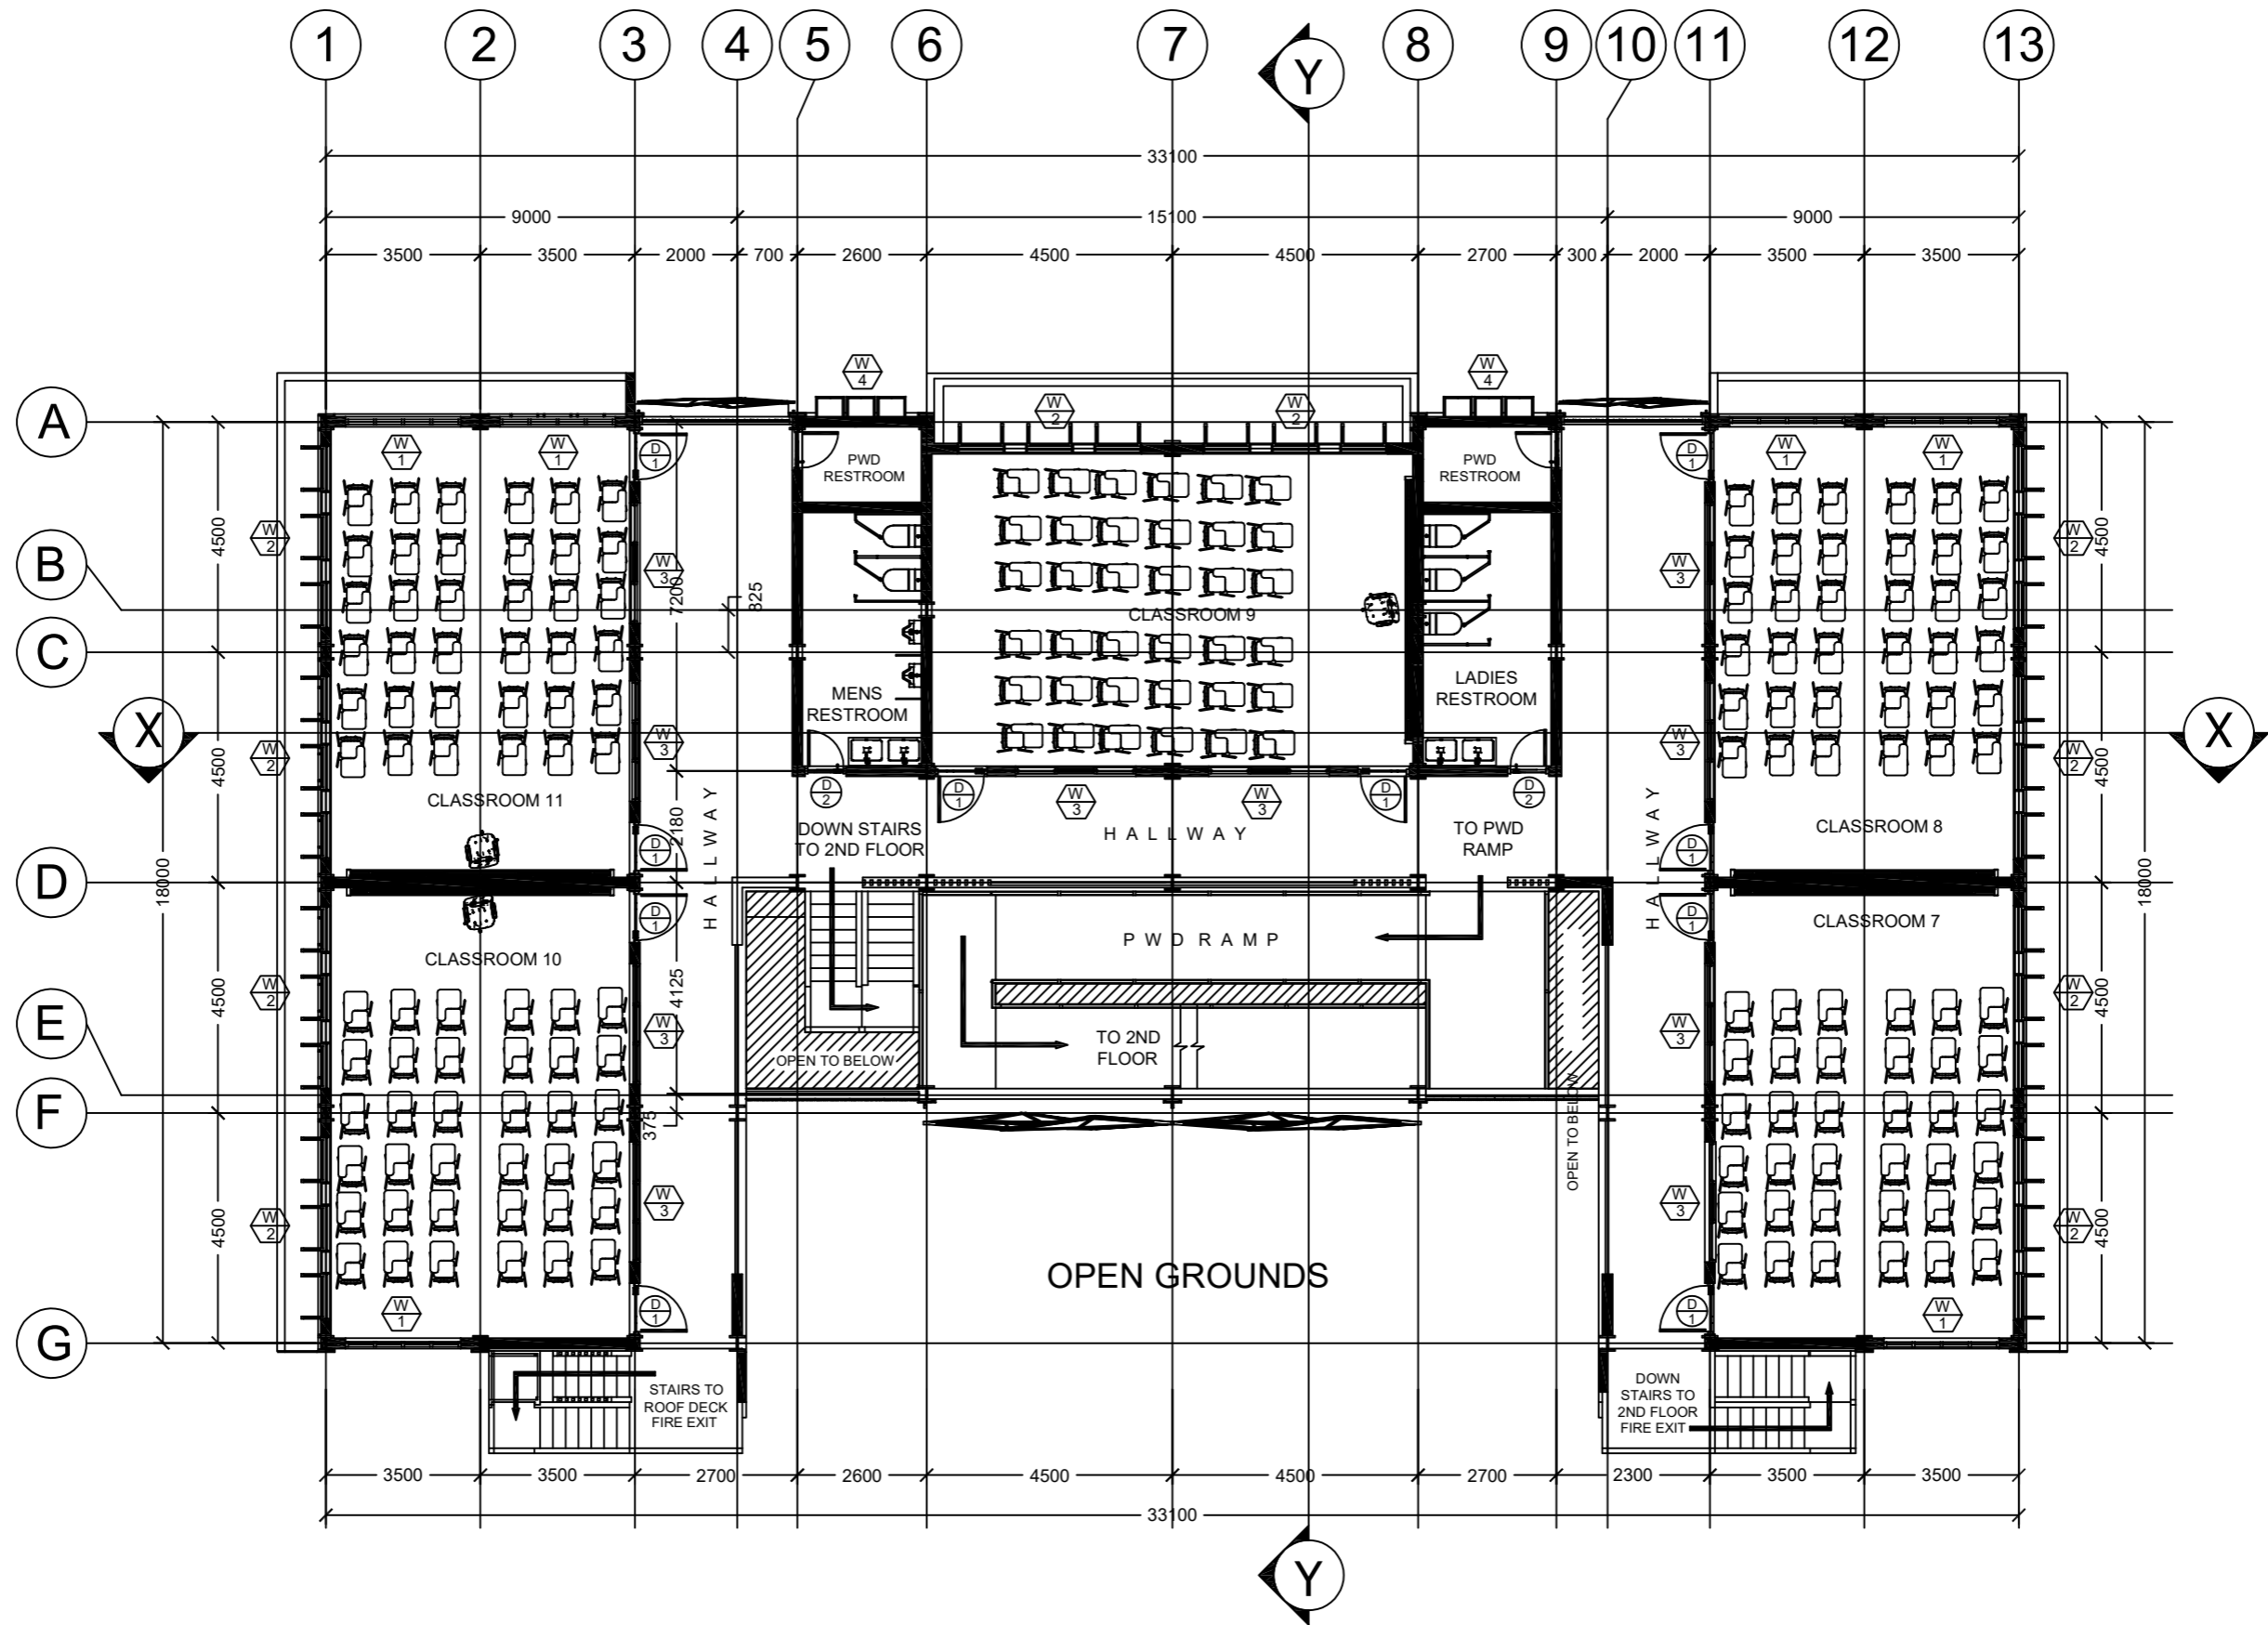 1 2 3 4 5 6 7 Y 8 9 10 11 12 13
33100
9000 15100 9000
3500 3500 2000 700 2600 4500 4500 2700 300 2000 3500 3500
W 4 W 4
A
W 2 W 2
W 1 W 1 D 1 PWD RESTROOM PWD RESTROOM D 1 W 1 W 1
4500 W 2 W 2 4500
B
W 3 7200 825 W 3
CLASSROOM 9
C
MENS
RESTROOM
LADIES
RESTROOM
X X
4500 W 2 W 3 W 3 W 2 4500
D 2 D 1 W 3 W 3 D 1 D 2
CLASSROOM 11
2180
HALLWAY
DOWN STAIRS
TO 2ND FLOOR
HALLWAY
TO PWD
RAMP
HALLWAY
CLASSROOM 8
D 1 D 1
D
18000 18000
D 1 D 1
CLASSROOM 7
PWD RAMP
CLASSROOM 10
4500 W 2 4125 W 2 4500
E
W 3 W 3
TO 2ND
FLOOR
OPEN TO BELOW
OPEN TO BELOW
F
375
W 3 W 3
4500 W 2 W 2 4500
OPEN GROUNDS
W 1 D 1 D 1 W 1
G
STAIRS TO
ROOF DECK
FIRE EXIT
DOWN
STAIRS TO
2ND FLOOR
FIRE EXIT
3500 3500 2700 2600 4500 4500 2700 2300 3500 3500
33100
Y